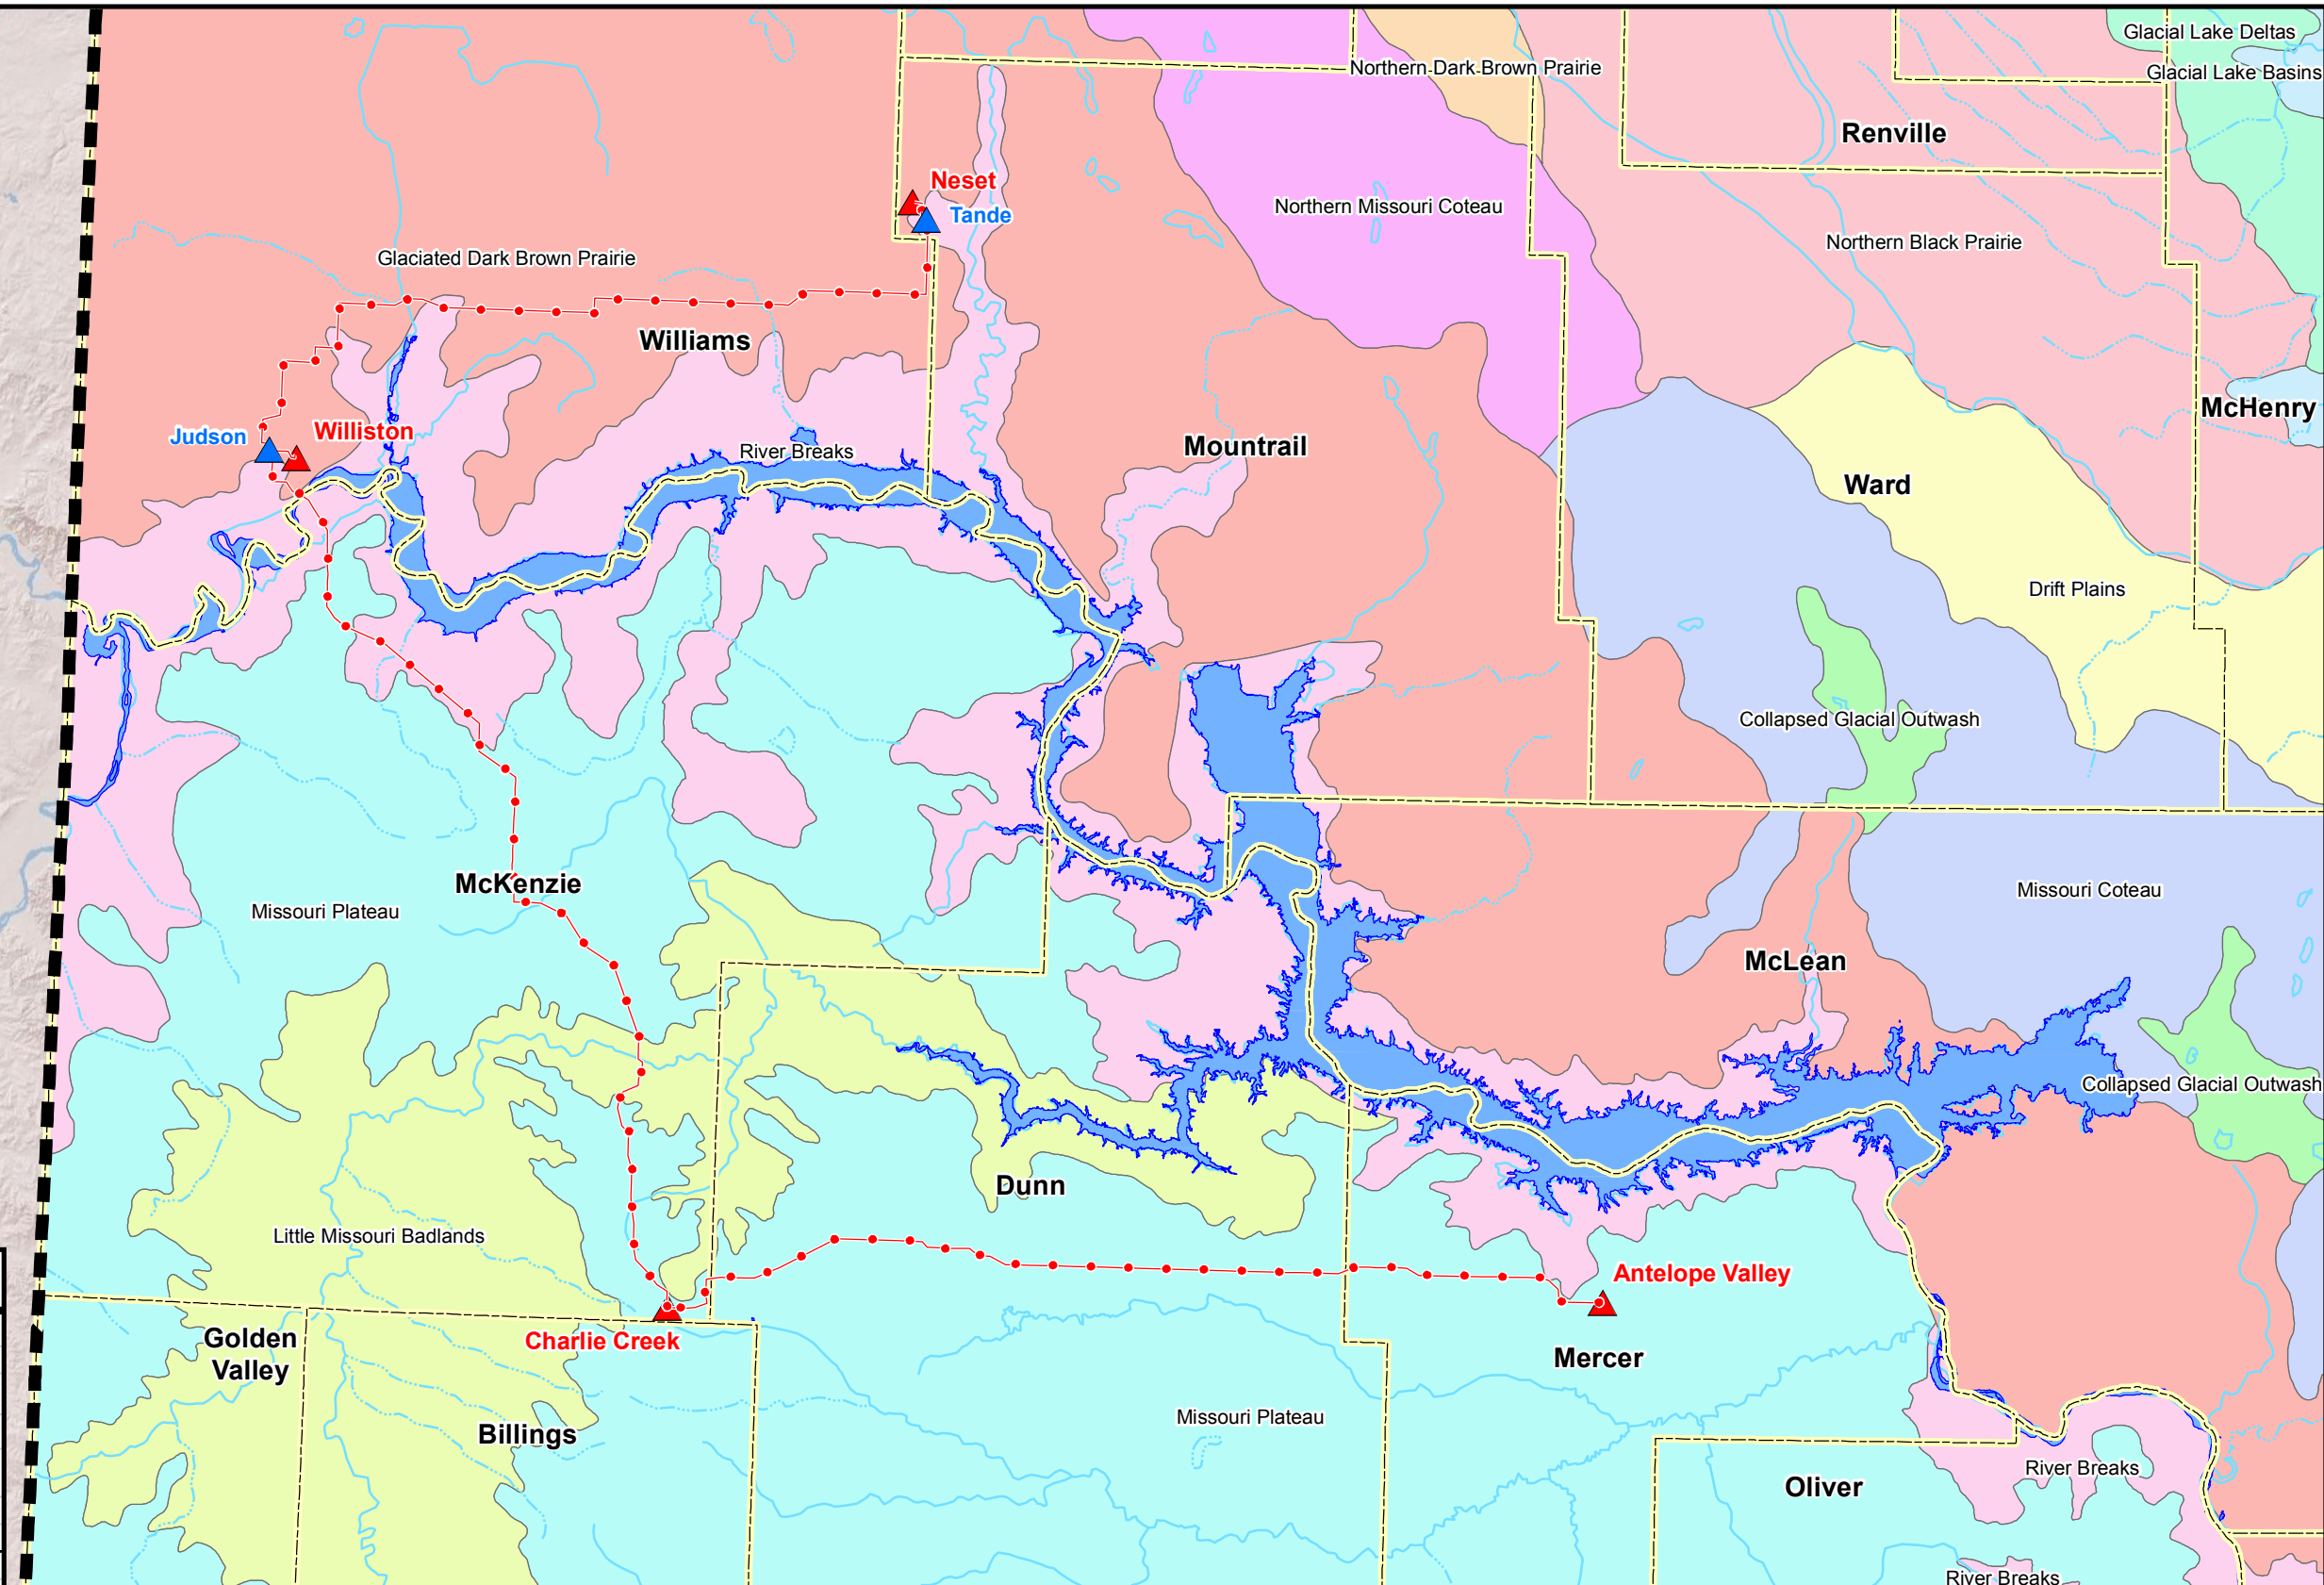 Glacial Lake Deltas
Northern Dark Brown Prairie
Glacial Lake Basins
Renville
Neset
Northern Missouri Coteau
Tande
Northern Black Prairie
Glaciated Dark Brown Prairie
Williams
McHenry
Williston
Judson
Mountrail
River Breaks
Ward
Drift Plains
Collapsed Glacial Outwash
McKenzie
Missouri Coteau
Missouri Plateau
McLean
Collapsed Glacial Outwash
Dunn
Little Missouri Badlands
Antelope Valley
Charlie Creek
Golden
Valley
Mercer
Missouri Plateau
Billings
River Breaks
Oliver
River Breaks